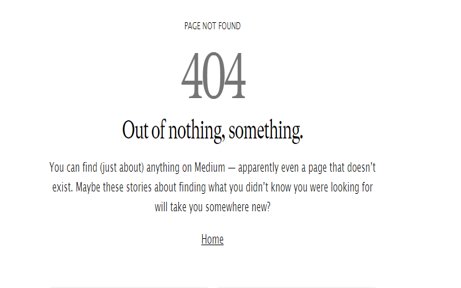 PAGE NOT FOUND
404
Out of nothing, something.
You can find (just about) anything on Medium — apparently even a page that doesn't
exist. Maybe these stories about finding what you didn't know you were looking for
will take you somewhere new?
Home